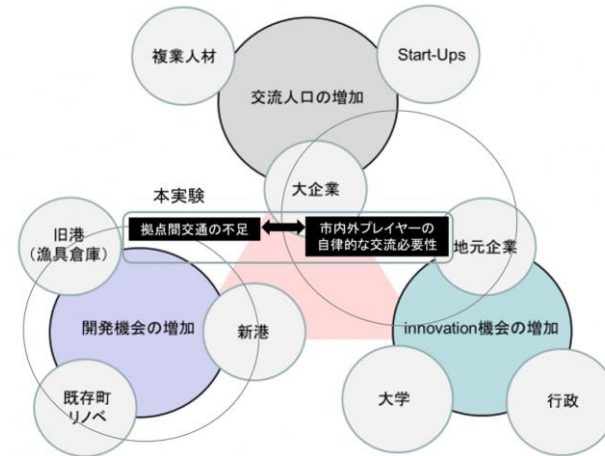 複業人材
Start-Ups
交流人口の増加
大企業
本実験
拠点間交通の不足
市内外プレイヤーの
自律的な交流必要性
旧港
(漁具倉庫)
地元企業
開発機会の増加
新港
innovation機会の増加
既存町
リノベ
大学
行政